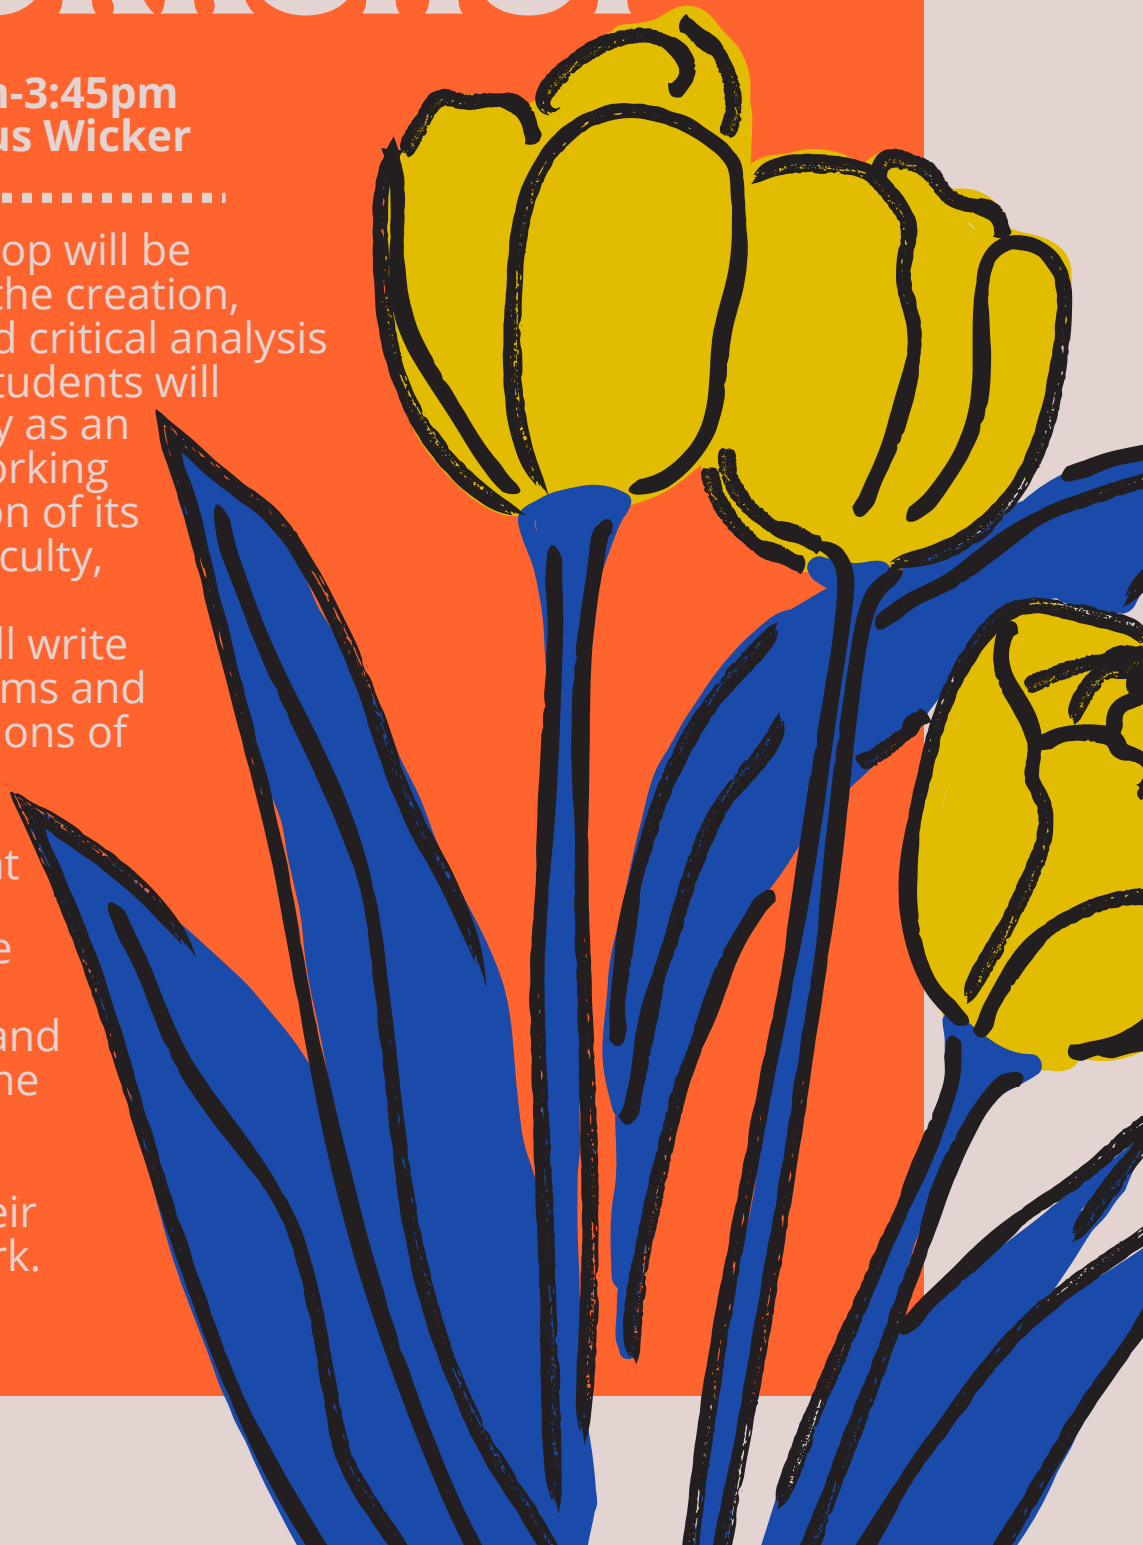 -3:45pm
us Wicker
op will be
the creation,
d critical analysis
tudents will
y as an
orking
on of its
culty,
ll write
ms and
ons of
at
e
and
ne
eir
rk.